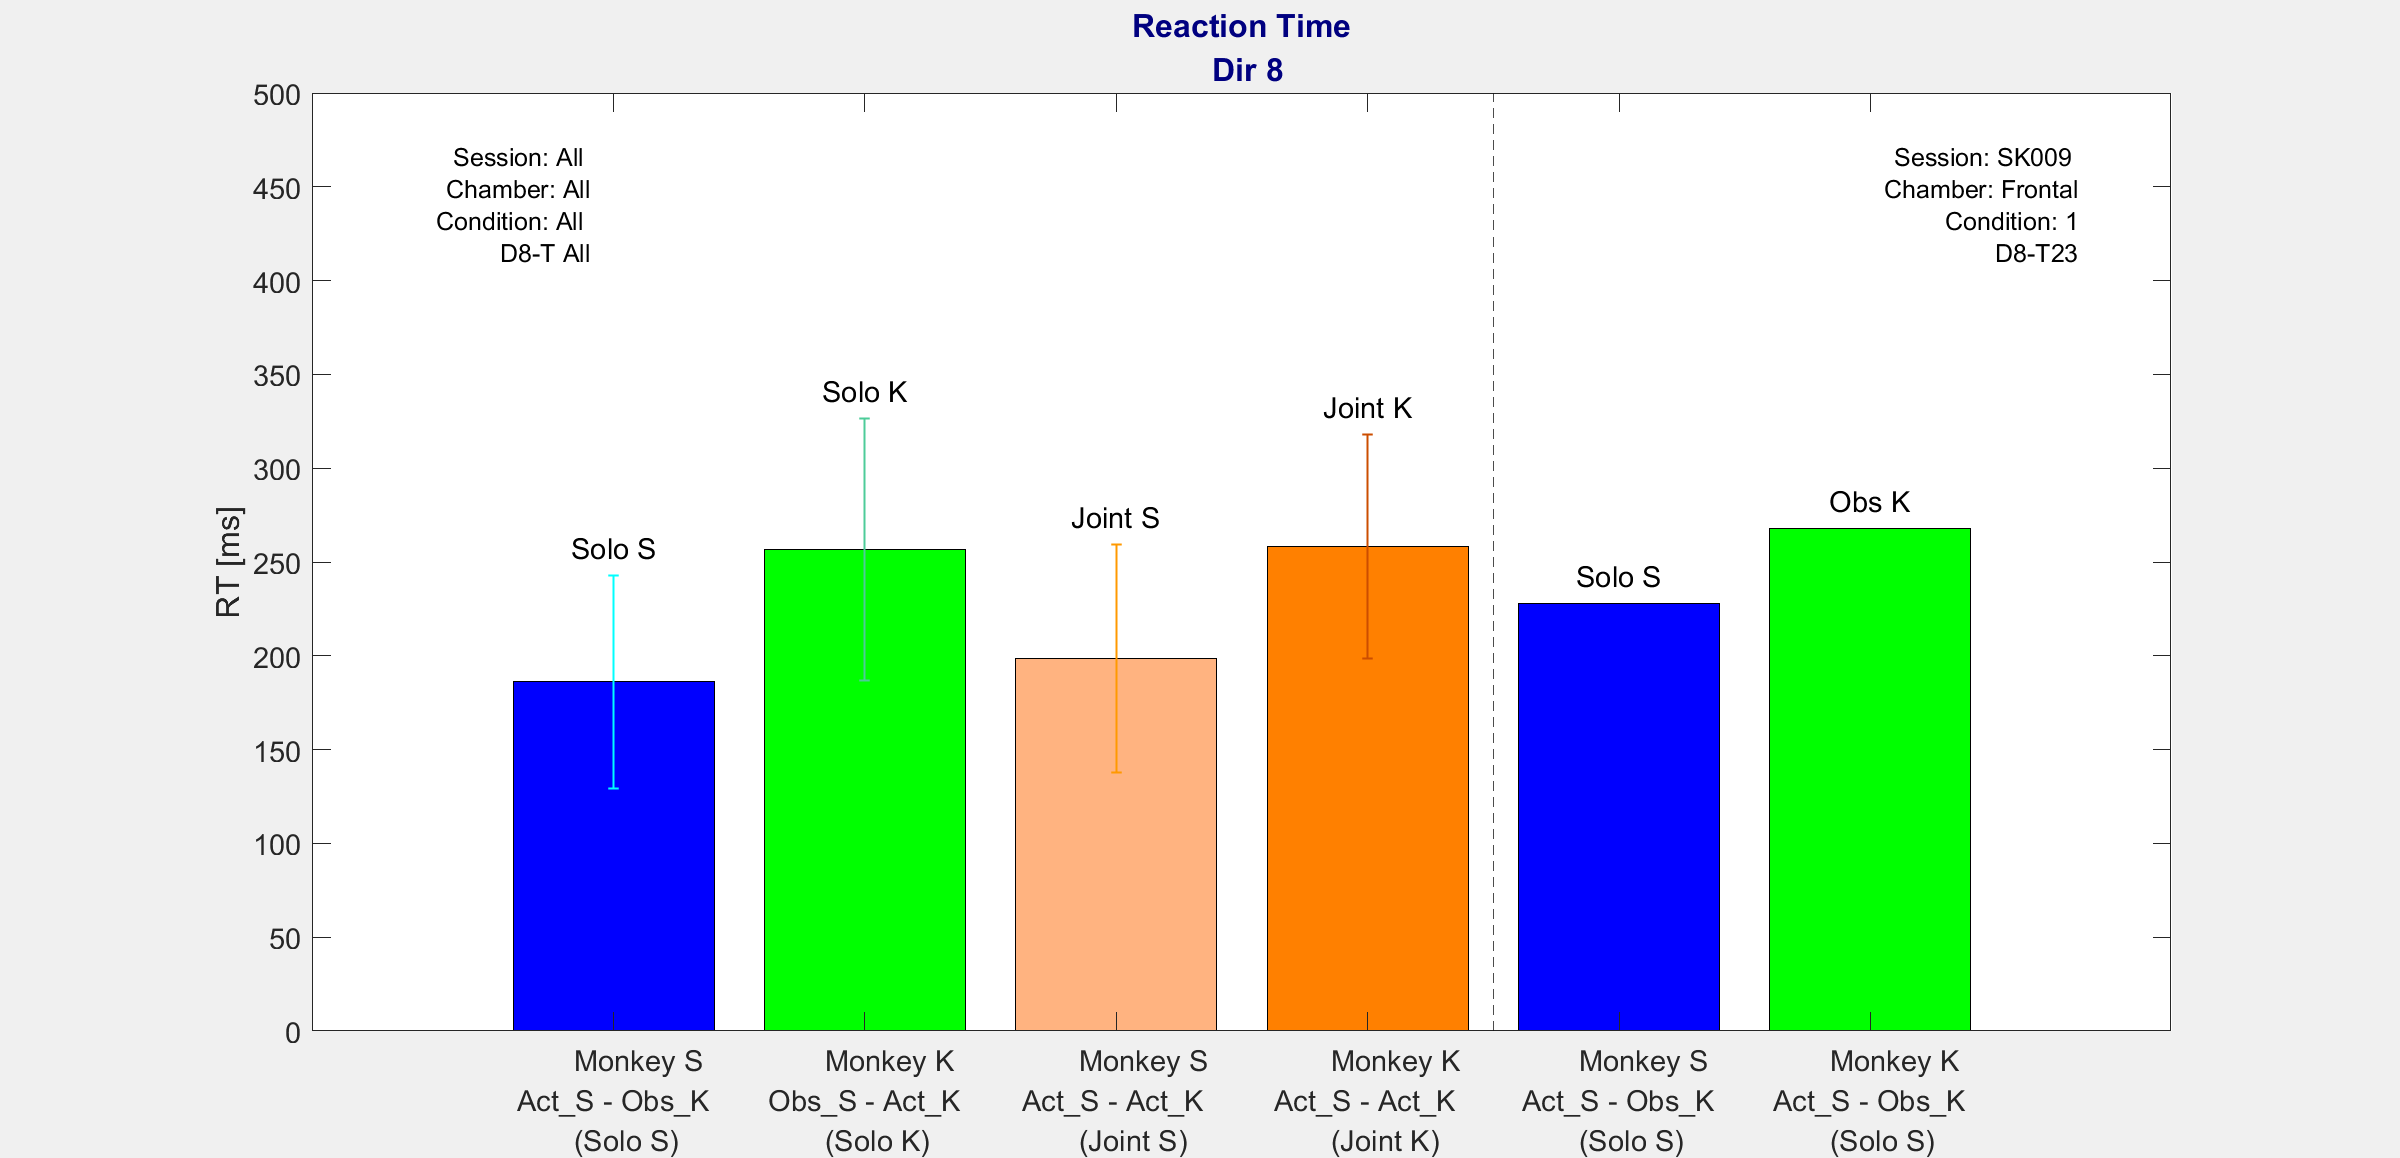 Reaction Time
Dir 8
500
450
400
350
300
250
200
150
100
50
0
RT [ms]
Session: All
Chamber: All
Condition: All
D8-T All
Session: SK009
Chamber: Frontal
Condition: 1
D8-T23
Solo S
Solo K
Joint S
Joint K
Solo S
Obs K
Monkey S
Act_S - Obs_K
(Solo S)
Monkey K
Obs_S - Act_K
(Solo K)
Monkey S
Act_S - Act_K
(Joint S)
Monkey K
Act_S - Act_K
(Joint K)
Monkey S
Act_S - Obs_K
(Solo S)
Monkey K
Act_S - Obs_K
(Solo S)